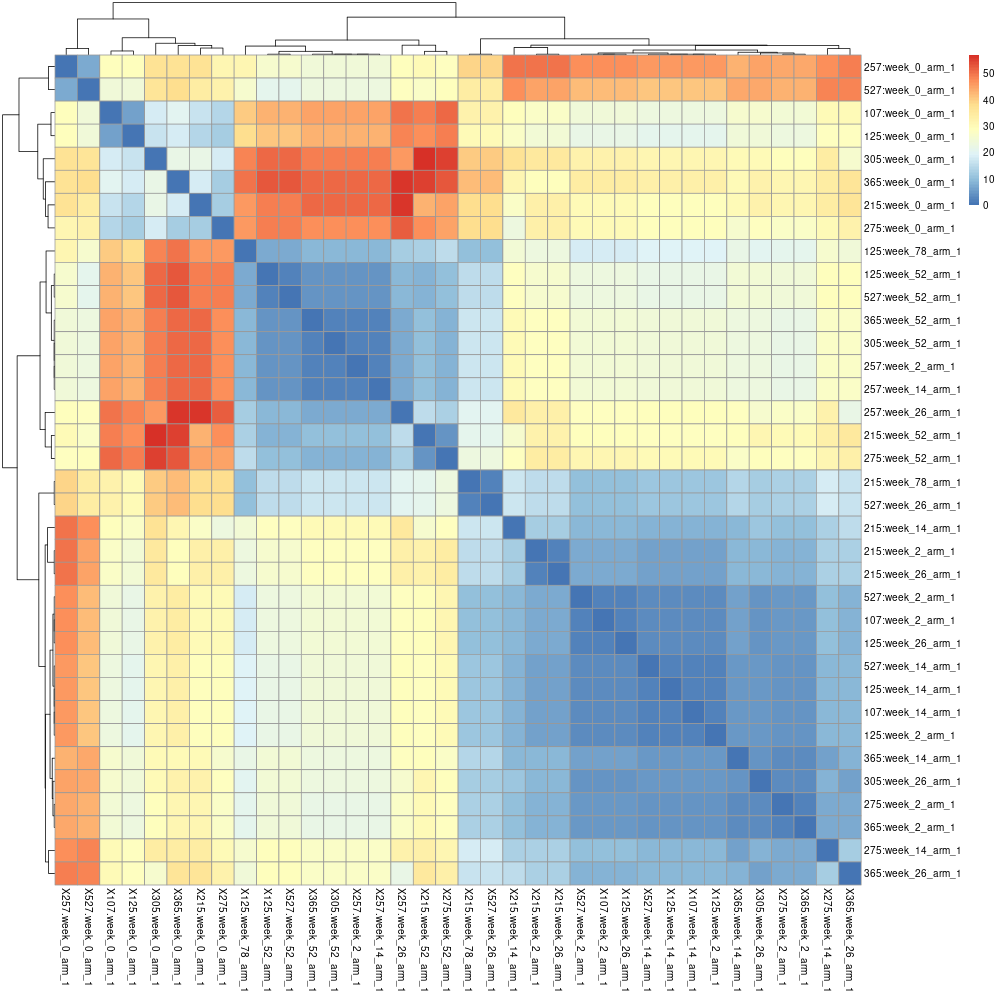 50
40
30
20
10
0
257:week_0_arm_1
527:week_0_arm_1
107:week_0_arm_1
125:week_0_arm_1
305:week_0_arm_1
365:week_0_arm_1
215:week_0_arm_1
275:week_0_arm_1
125:week_78_arm_1
125:week_52_arm_1
527:week_52_arm_1
365:week_52_arm_1
305:week_52_arm_1
257:week_2_arm_1
257:week_14_arm_1
257:week_26_arm_1
215:week_52_arm_1
275:week_52_arm_1
215:week_78_arm_1
527:week_26_arm_1
215:week_14_arm_1
215:week_2_arm_1
215:week_26_arm_1
527:week_2_arm_1
107:week_2_arm_1
125:week_26_arm_1
527:week_14_arm_1
125:week_14_arm_1
107:week_14_arm_1
125:week_2_arm_1
365:week_14_arm_1
305:week_26_arm_1
275:week_2_arm_1
365:week_2_arm_1
275:week_14_arm_1
365:week_26_arm_1
X257.week_0_arm_1
X527.week_0_arm_1
X107.week_0_arm_1
X125.week_0_arm_1
X305.week_0_arm_1
X365.week_0_arm_1
X215.week_0_arm_1
X275.week_0_arm_1
X125.week_78_arm_1
X125.week_52_arm_1
X527.week_52_arm_1
X365.week_52_arm_1
X305.week_52_arm_1
X257.week_2_arm_1
X257.week_14_arm_1
X257.week_26_arm_1
X215.week_52_arm_1
X275.week_52_arm_1
X215.week_78_arm_1
X527.week_26_arm_1
X215.week_14_arm_1
X215.week_2_arm_1
X215.week_26_arm_1
X527.week_2_arm_1
X107.week_2_arm_1
X125.week_26_arm_1
X527.week_14_arm_1
X125.week_14_arm_1
X107.week_14_arm_1
X125.week_2_arm_1
X365.week_14_arm_1
X305.week_26_arm_1
X275.week_2_arm_1
X365.week_2_arm_1
X275.week_14_arm_1
X365.week_26_arm_1